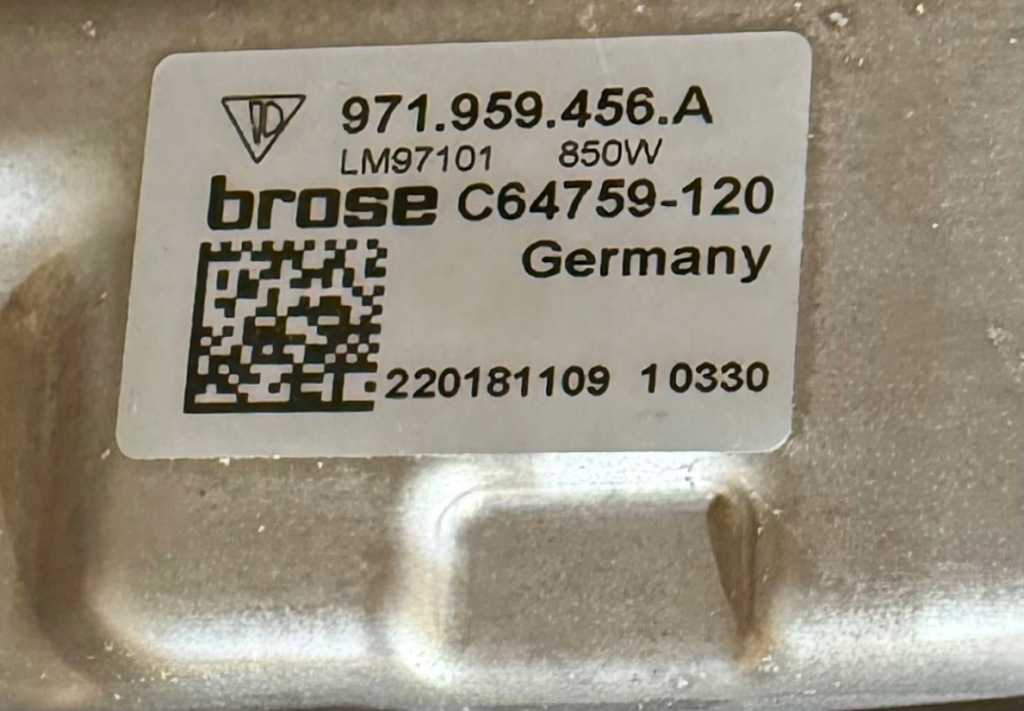 971.959.456.A
LM97101 850W
brose C64759-120
Germany
220181109 10330